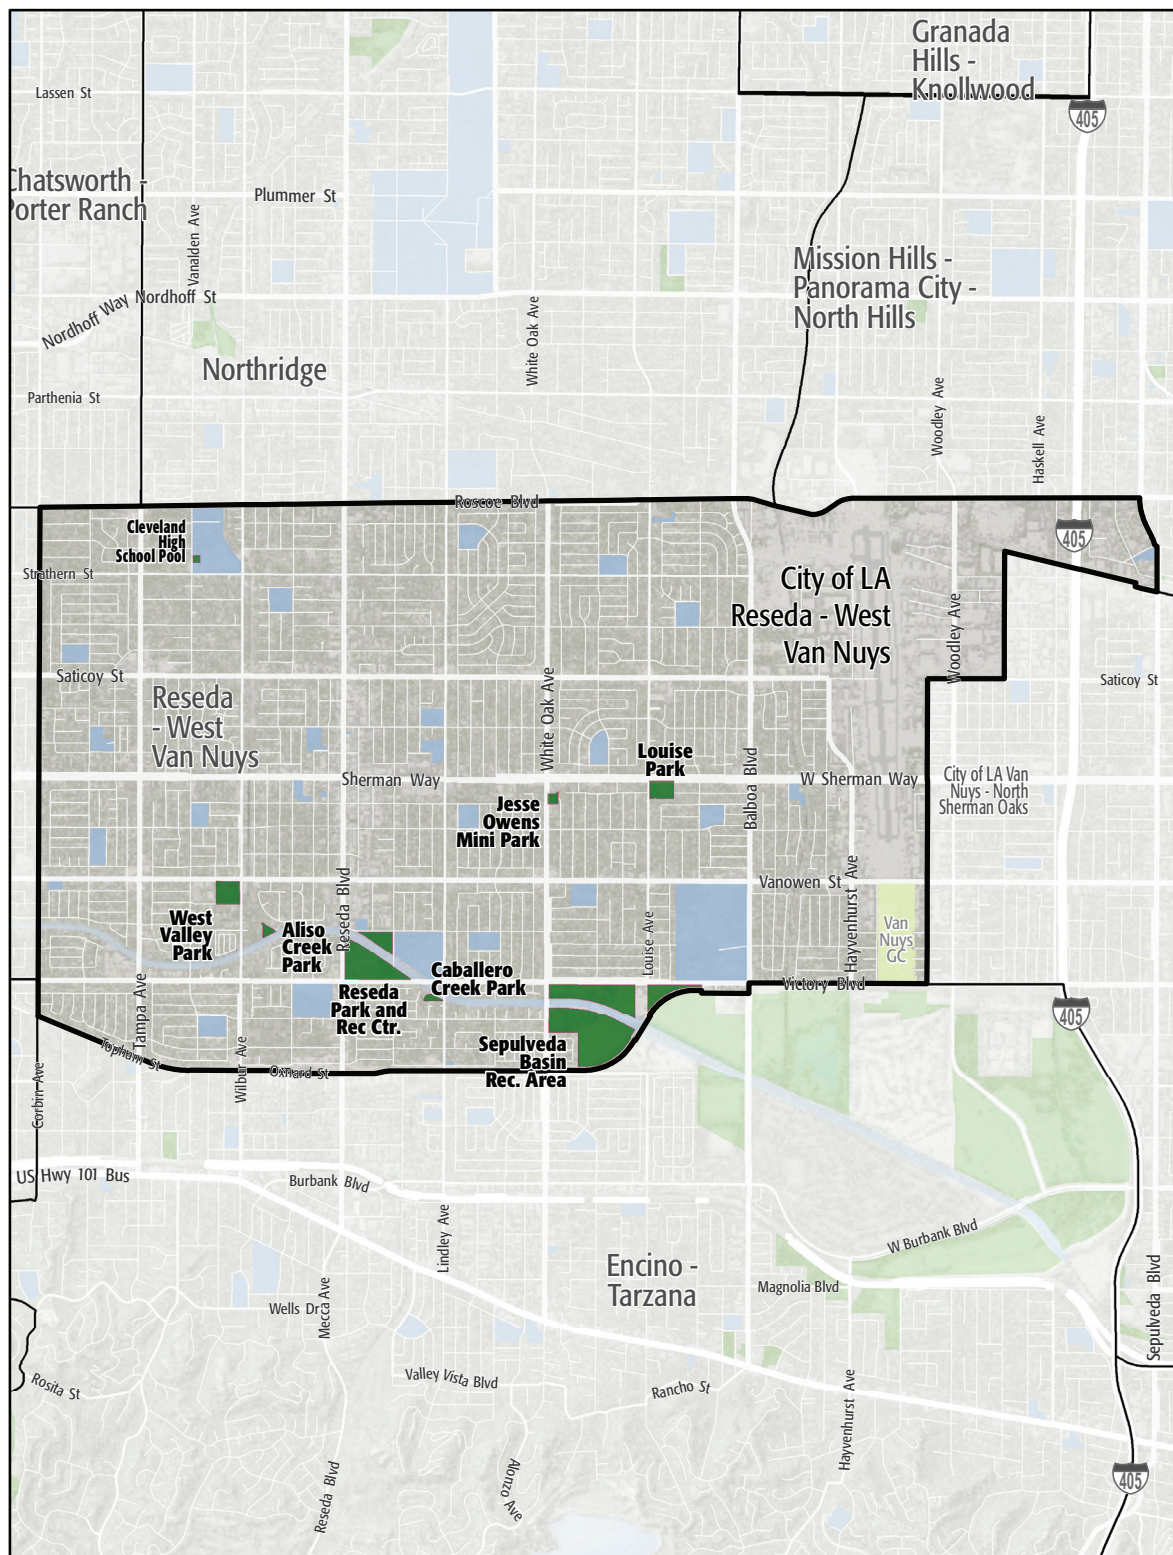 Granada
Hills -
Knollwood
Lassen St
405
Chatsworth -
Porter Ranch
Plummer St
Vanalden Ave
Mission Hills -
Panorama City -
North Hills
Nordhoff Way
Nordhoff St
White Oak Ave
Northridge
Parthenia St
Woodley Ave
Haskell Ave
Roscoe Blvd
Cleveland
High
School Pool
405
Strathern St
City of LA
Reseda - West
Van Nuys
Woodley Ave
Saticoy St
Saticoy St
Reseda
- West
Van Nuys
White Oak Ave
Louise
Park
Balboa Blvd
Sherman Way
W Sherman Way
City of LA Van
Nuys - North
Sherman Oaks
Jesse
Owens
Mini Park
Vanowen St
Hayvenhurst Ave
Reseda Blvd
West
Valley
Park
Aliso
Creek
Park
Louise Ave
Van
Nuys
GC
Caballero
Creek Park
Victory Blvd
Reseda
Park and
Rec Ctr.
Tampa Ave
405
Sepulveda
Basin
Rec. Area
Topham St
Wilbur Ave
Oxnard St
Corbin Ave
US Hwy 101 Bus
Burbank Blvd
Lindley Ave
W Burbank Blvd
Encino -
Tarzana
Magnolia Blvd
Sepulveda Blvd
Wells Dr
Mecca Ave
Rosita St
Valley Vista Blvd
Rancho St
Hayvenhurst Ave
Reseda Blvd
Alonzo Ave
405